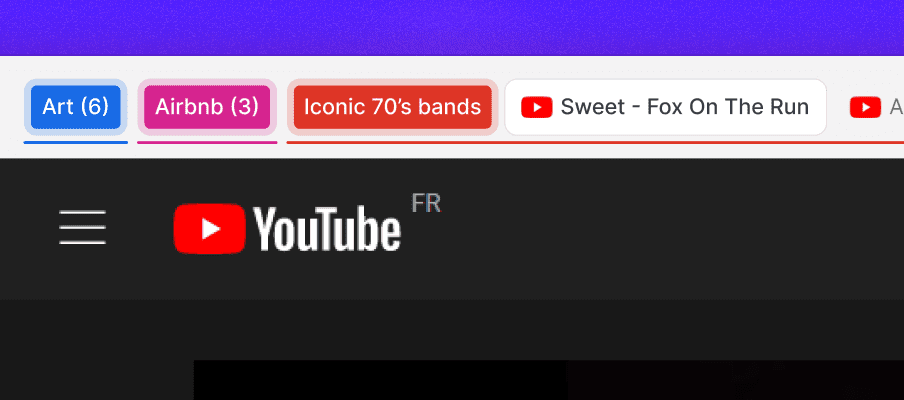 Art (6) Airbnb (3) Iconic 70’s bands Sweet - Fox On The Run A
YouTube FR